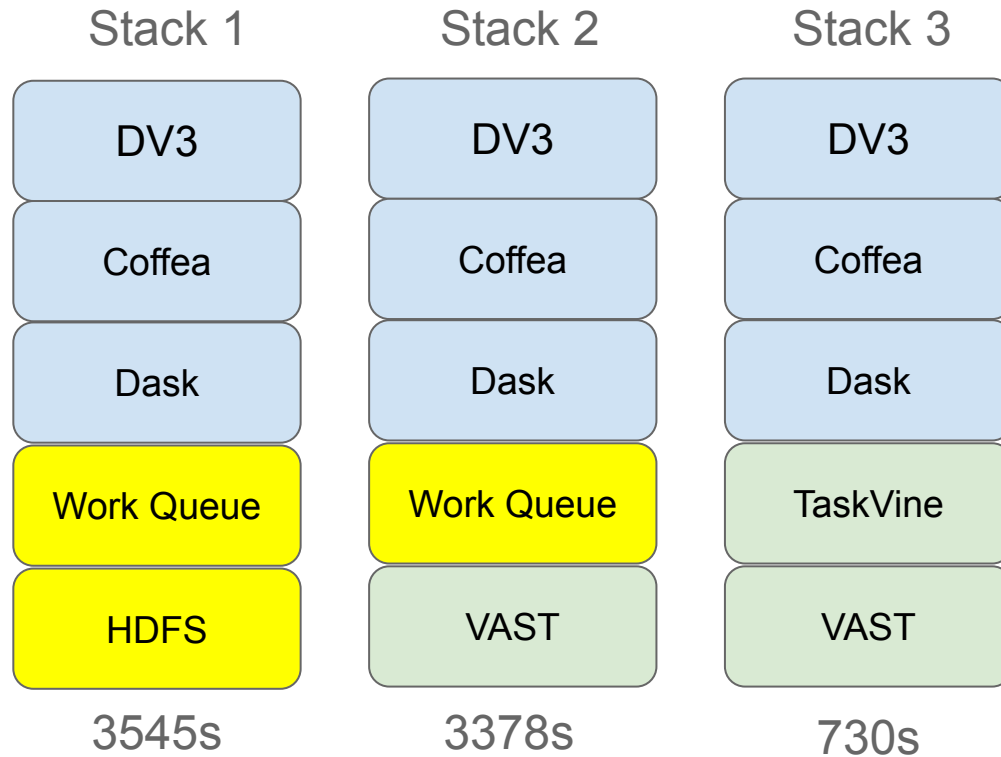 Stack 1
Stack 2
Stack 3
DV3
DV3
DV3
Coffea
Coffea
Coffea
Dask
Dask
Dask
Work Queue
Work Queue
TaskVine
HDFS
VAST
VAST
3545s
3378s
730s